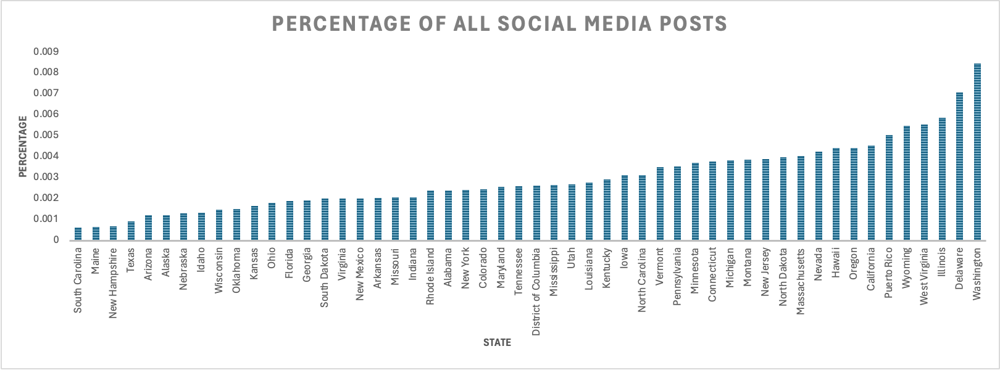 PERCENTAGE OF ALL SOCIAL MEDIA POSTS
PERCENTAGE
0.009
0.008
0.007
0.006
0.005
0.004
0.003
0.002
0.001
0
South Carolina
Maine
New Hampshire
Texas
Arizona
Alaska
Nebraska
Idaho
Wisconsin
Oklahoma
Kansas
Ohio
Florida
Georgia
South Dakota
Virginia
New Mexico
Arkansas
Missouri
Indiana
Rhode Island
Alabama
New York
Colorado
Maryland
Tennessee
District of Columbia
Mississippi
Utah
Louisiana
Kentucky
Iowa
North Carolina
Vermont
Pennsylvania
Minnesota
Connecticut
Michigan
Montana
New Jersey
North Dakota
Massachusetts
Nevada
Hawaii
Oregon
California
Puerto Rico
Wyoming
West Virginia
Illinois
Delaware
Washington
STATE